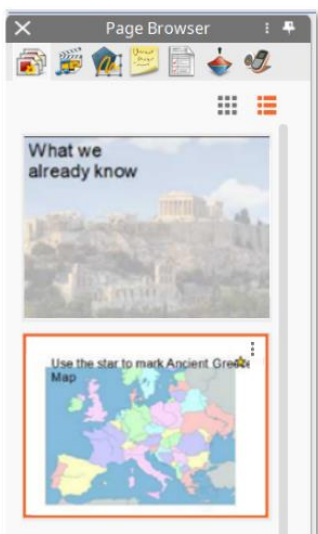 Page Browser
What we
already know
Use the star to mark Ancient Greece
Map